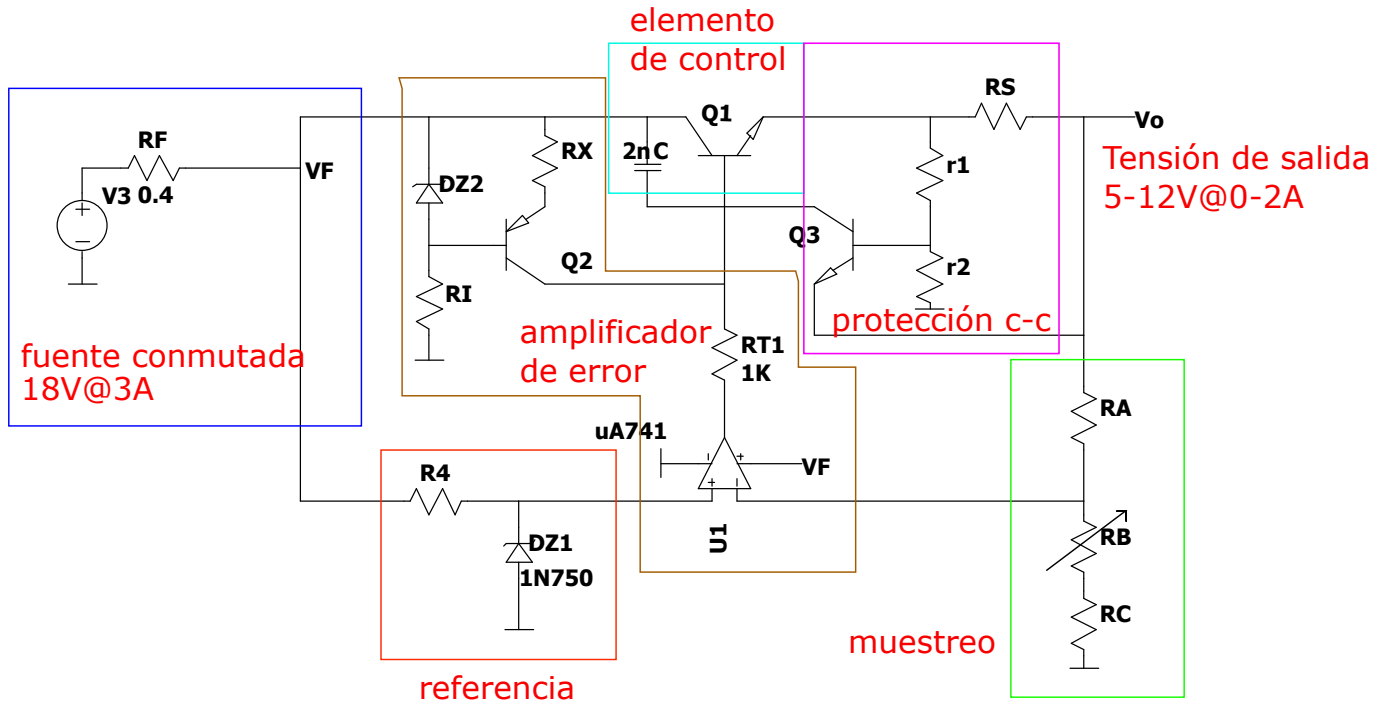 elemento
de control
RS
Q1
RF
RX
2n
C
Vo
VF
r1
Tensión de salida
5-12V@0-2A
V3
0.4
DZ2
Q3
Q2
r2
RI
protección c-c
amplificador
de error
RT1
1K
fuente conmutada
18V@3A
RA
uA741
VF
R4
U1
RB
DZ1
1N750
RC
muestreo
referencia